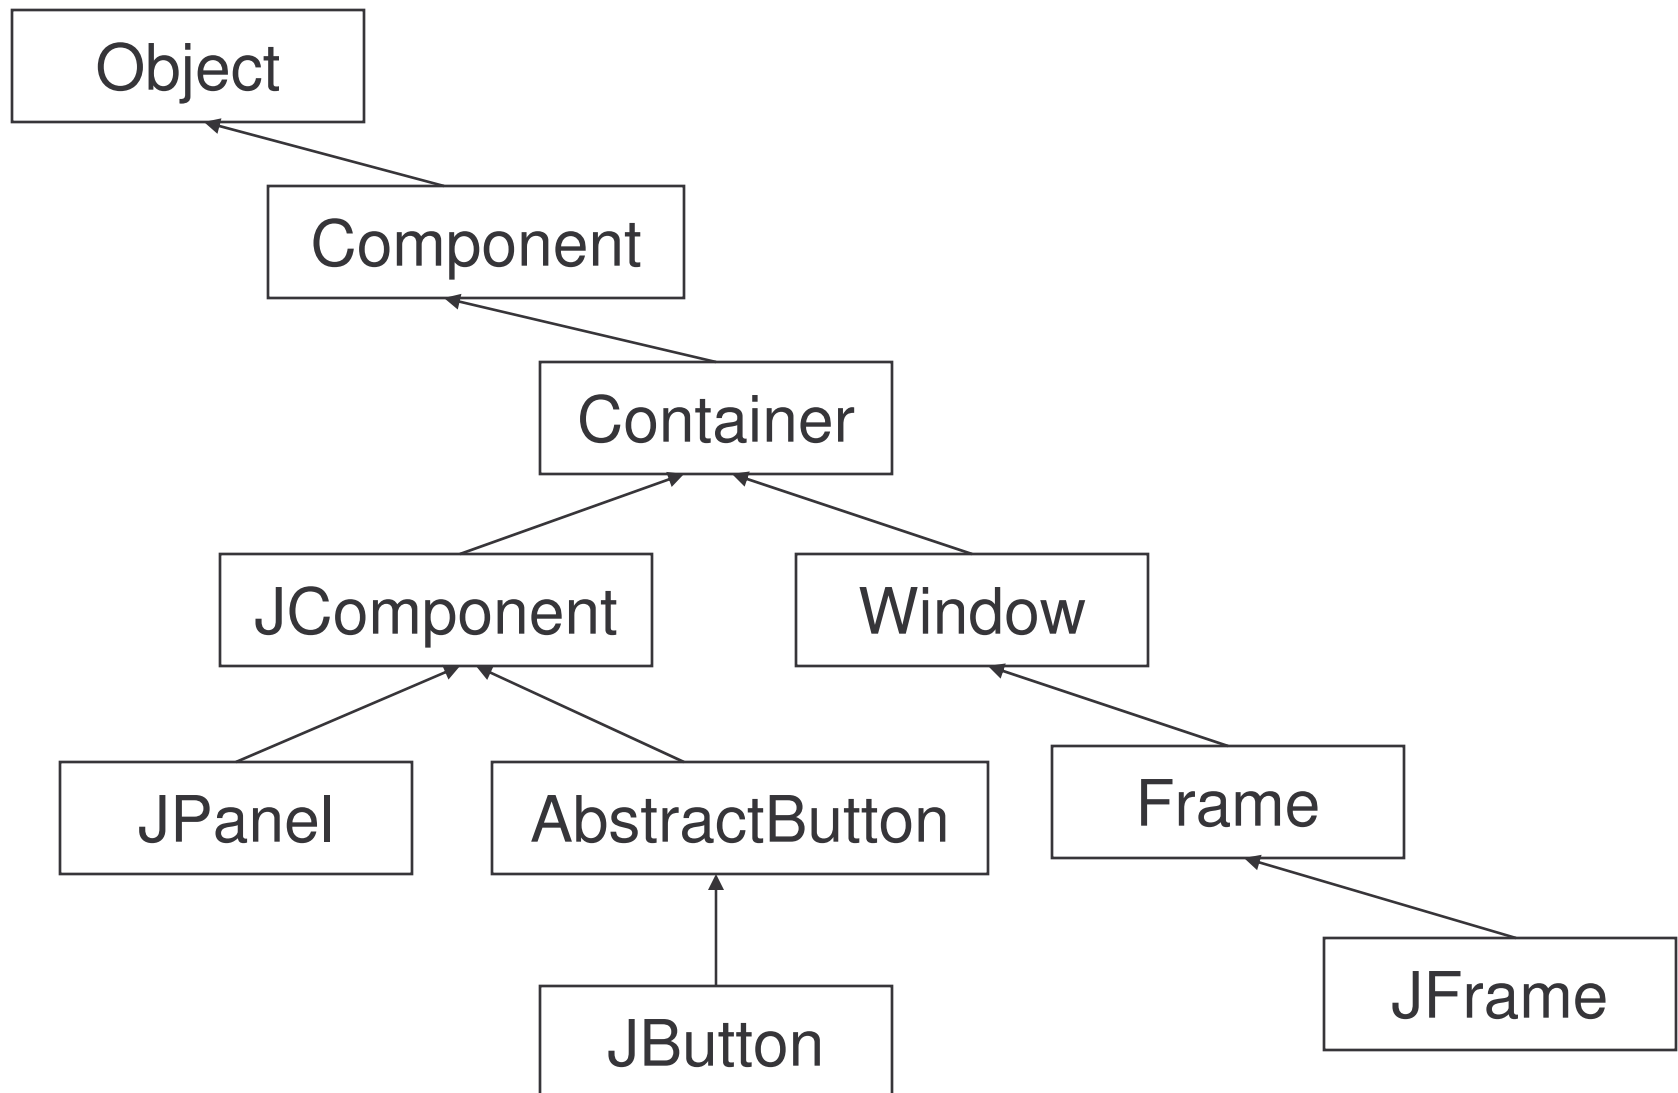 Object
Component
Container
JComponent
Window
JPanel
AbstractButton
Frame
JFrame
JButton